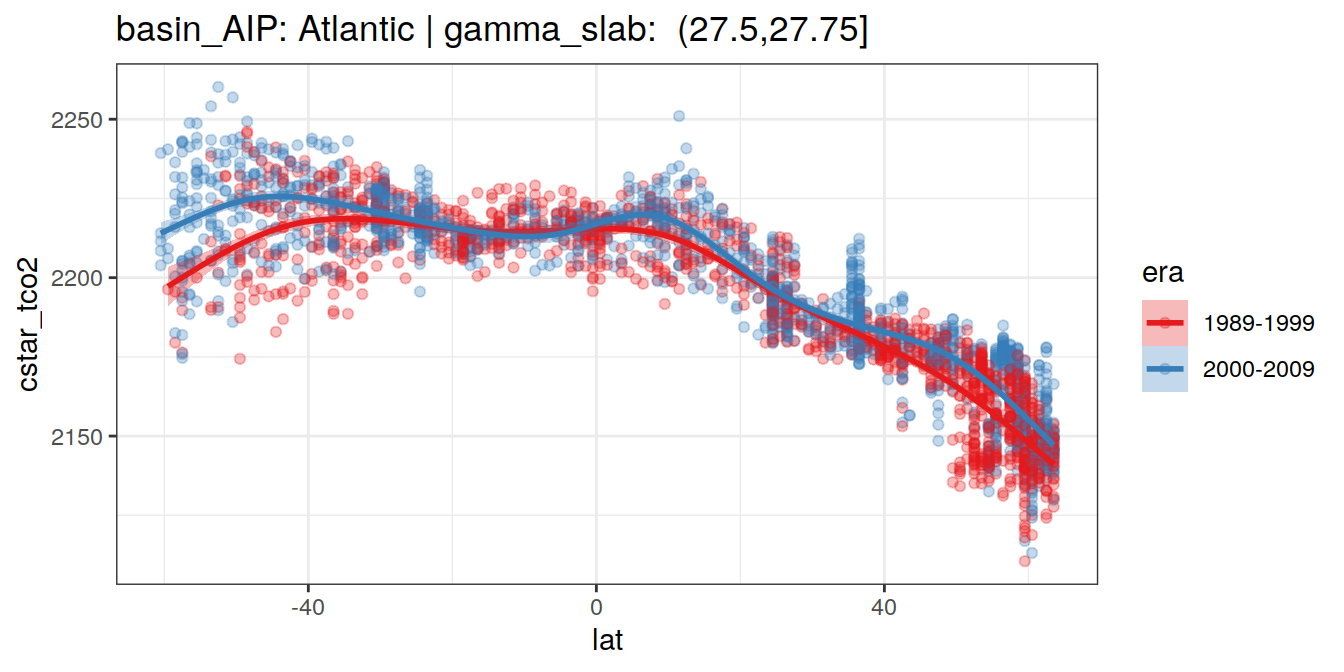 basin_AIP: Atlantic | gamma_slab:  (27.5,27.75]
2250
2200
2150
cstar_tco2
-40
0
40
lat
era
1989-1999
2000-2009